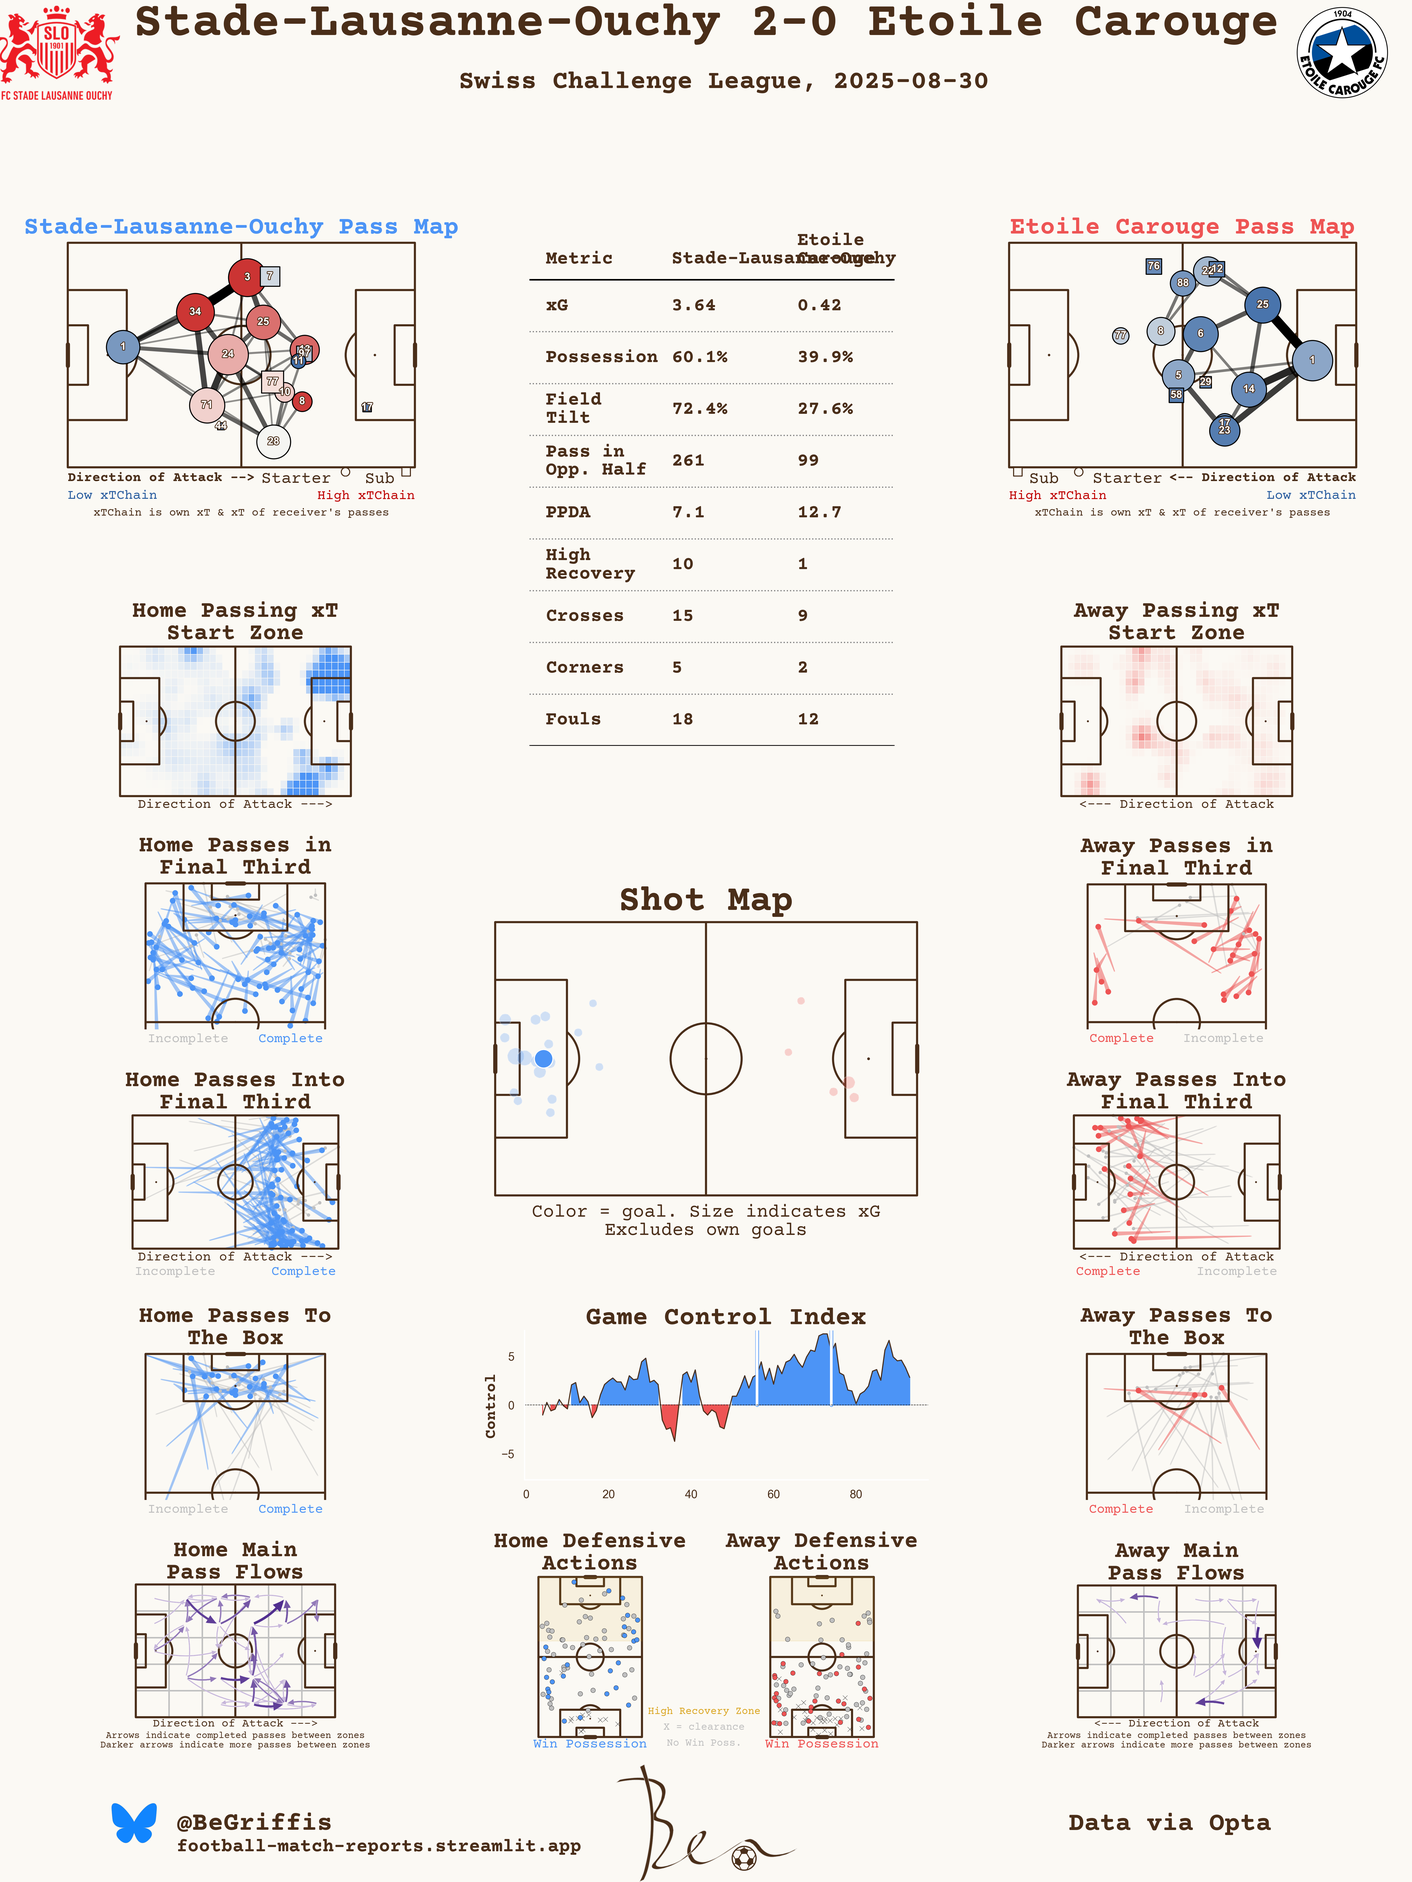 Stade-Lausanne-Ouchy 2-0 Etoile Carouge
Swiss Challenge League, 2025-08-30
SLO
1901
FC STADE LAUSANNE OUCHY
1904
ETOILE CAROUGE FC
Stade-Lausanne-Ouchy Pass Map
3
7
34
25
1
24
97
11
77
10
8
71
17
44
28
Direction of Attack --> Starter Sub
Low xTChain High xTChain
xTChain is own xT & xT of receiver's passes
Metric Stade-Lausanne-Ouchy Etoile Carouge
xG 3.64 0.42
Possession 60.1% 39.9%
Field Tilt 72.4% 27.6%
Pass in Opp. Half 261 99
PPDA 7.1 12.7
High Recovery 10 1
Crosses 15 9
Corners 5 2
Fouls 18 12
Etoile Carouge Pass Map
76
22
12
88
25
77
8
6
1
5
29
14
58
17
23
Sub Starter <-- Direction of Attack
High xTChain Low xTChain
xTChain is own xT & xT of receiver's passes
Home Passing xT
Start Zone
Direction of Attack --->
Away Passing xT
Start Zone
<--- Direction of Attack
Home Passes in
Final Third
Incomplete Complete
Shot Map
Color = goal. Size indicates xG
Excludes own goals
Away Passes in
Final Third
Complete Incomplete
Home Passes Into
Final Third
Direction of Attack --->
Incomplete Complete
Away Passes Into
Final Third
<--- Direction of Attack
Complete Incomplete
Home Passes To
The Box
Incomplete Complete
Game Control Index
Control
5
0
−5
0 20 40 60 80
Away Passes To
The Box
Complete Incomplete
Home Main
Pass Flows
Direction of Attack --->
Arrows indicate completed passes between zones
Darker arrows indicate more passes between zones
Home Defensive
Actions
Win Possession
High Recovery Zone
X = clearance
No Win Poss.
Away Defensive
Actions
Win Possession
Away Main
Pass Flows
<--- Direction of Attack
Arrows indicate completed passes between zones
Darker arrows indicate more passes between zones
@BeGriffis
football-match-reports.streamlit.app
Ben
Data via Opta